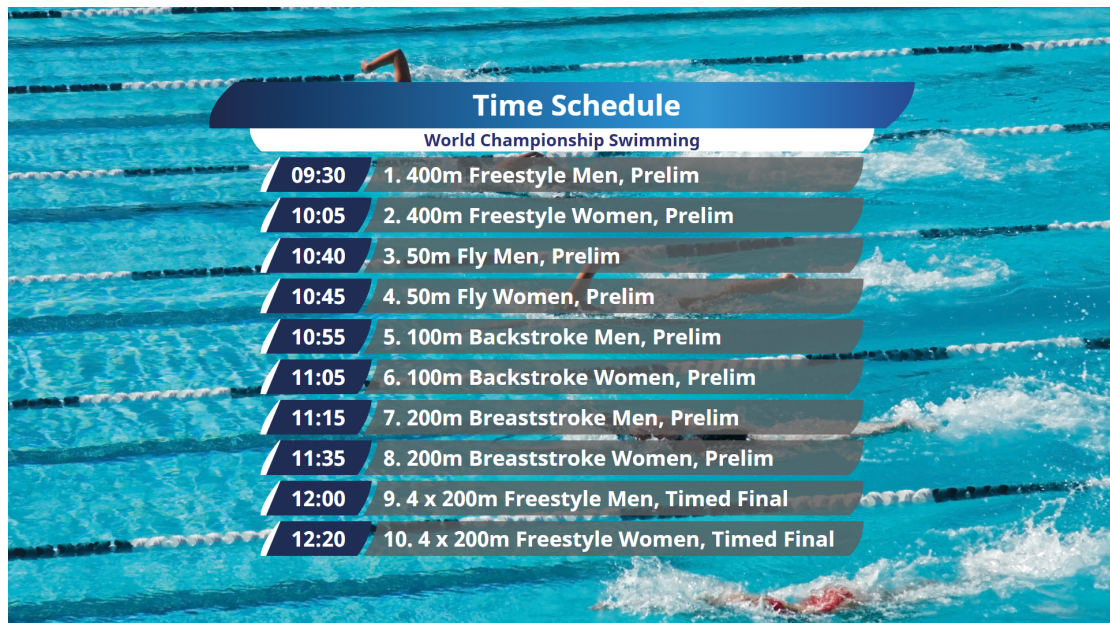 Time Schedule
World Championship Swimming
09:30 1. 400m Freestyle Men, Prelim
10:05 2. 400m Freestyle Women, Prelim
10:40 3. 50m Fly Men, Prelim
10:45 4. 50m Fly Women, Prelim
10:55 5. 100m Backstroke Men, Prelim
11:05 6. 100m Backstroke Women, Prelim
11:15 7. 200m Breaststroke Men, Prelim
11:35 8. 200m Breaststroke Women, Prelim
12:00 9. 4 x 200m Freestyle Men, Timed Final
12:20 10. 4 x 200m Freestyle Women, Timed Final